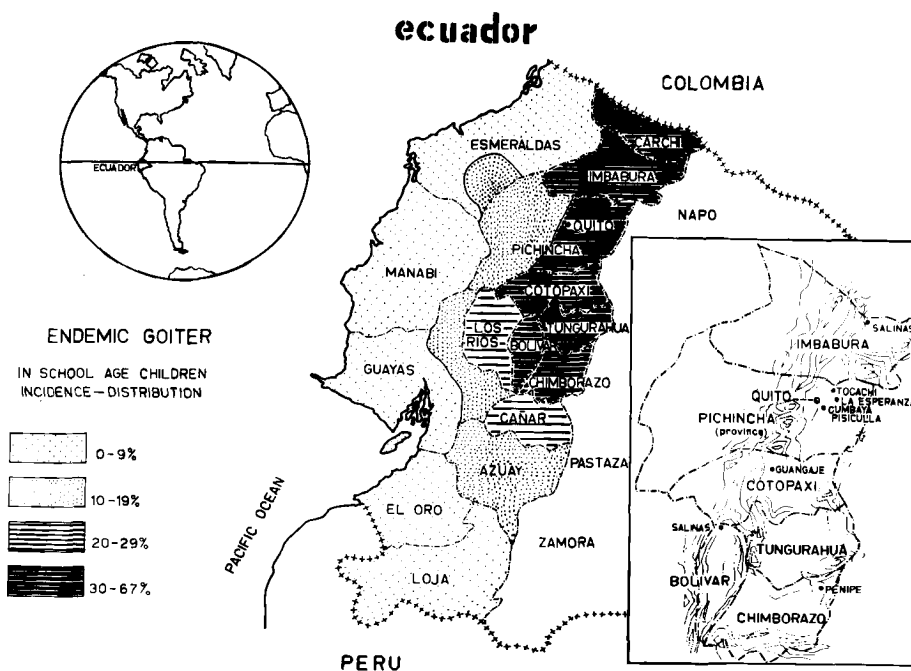 ecuador
COLOMBIA
ECUADOR
ESMERALDAS
CARCHI
IMBABURA
NAPO
QUITO
PICHINCHA
MANABI
COTOPAXI
LOS
RIOS
BOLIVAR
TUNGURAHUA
GUAYAS
CHIMBORAZO
CAÑAR
AZUAY
PASTAZA
EL ORO
ZAMORA
LOJA
PACIFIC OCEAN
PERU
ENDEMIC GOITER
IN SCHOOL AGE CHILDREN
INCIDENCE-DISTRIBUTION
0-9%
10-19%
20-29%
30-67%
SALINAS
IMBABURA
TOCACHI
QUITO
LA ESPERANZA
CUMBAYA
PISICULLA
PICHINCHA
(province)
GUANGAJE
COTOPAXI
SALINAS
TUNGURAHUA
BOLIVAR
PENIPE
CHIMBORAZO